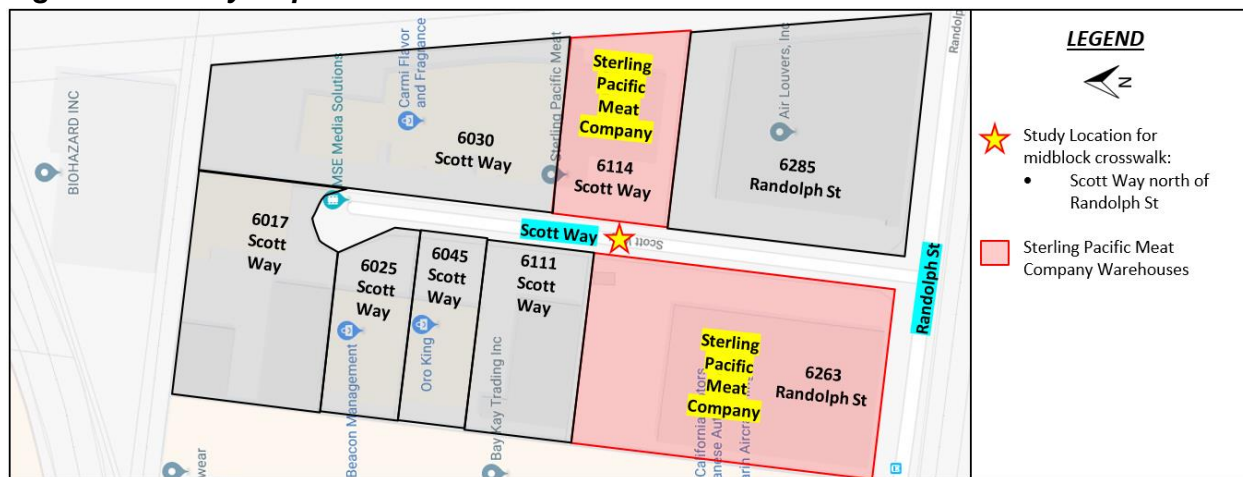 BIOHAZARD INC
MSE Media Solutions
Carmi Flavor
and Fragrance
6030
Scott Way
Sterling Pacific Meat
Sterling
Pacific
Meat
Company
6114
Scott Way
Air Louvers, Inc
6285
Randolph St
Randolph
6017
Scott
Way
6025
Scott
Way
6045
Scott
Way
6111
Scott
Way
Scott Way
Scott
Randolph St
Beacon Management
Oro King
Bay Kay Trading Inc
Sterling
Pacific
Meat
Company
6263
Randolph St
California
wear
LEGEND
N
Study Location for
midblock crosswalk:
• Scott Way north of
Randolph St
Sterling Pacific Meat
Company Warehouses